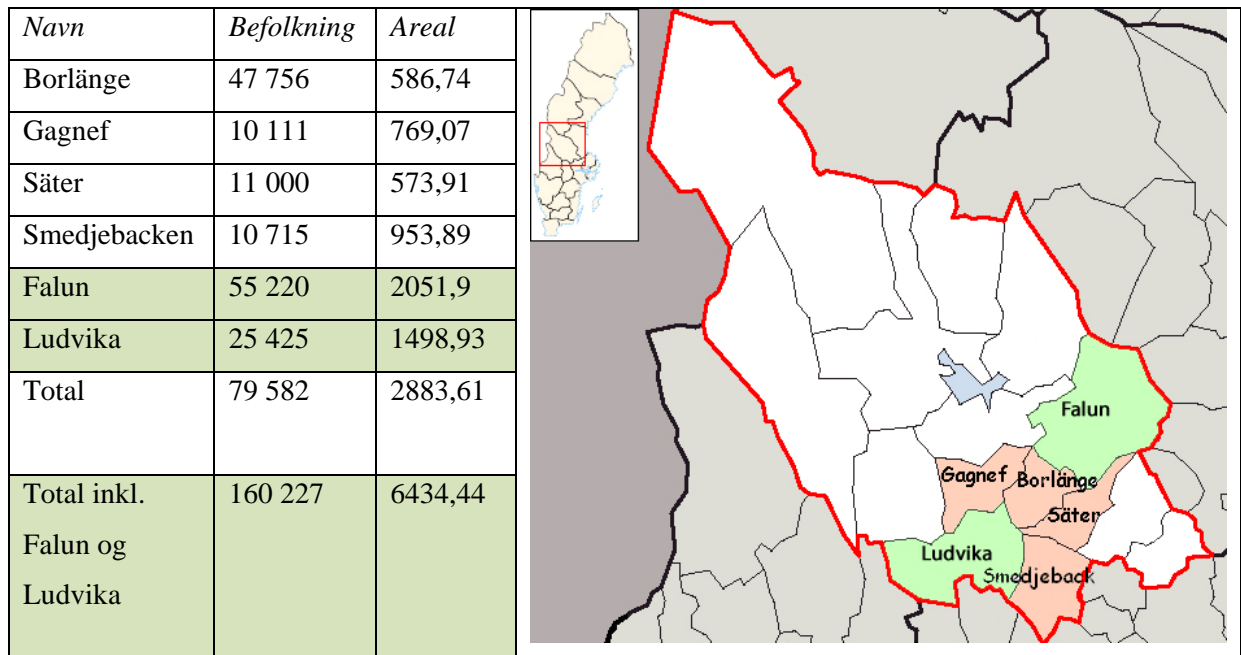 Navn Befolkning Areal
Borlänge 47 756 586,74
Gagnef 10 111 769,07
Säter 11 000 573,91
Smedjebacken 10 715 953,89
Falun 55 220 2051,9
Ludvika 25 425 1498,93
Total 79 582 2883,61
Total inkl. 160 227 6434,44
Falun og
Ludvika
Falun
Gagnef Borlänge
Säter
Ludvika
Smedjeback